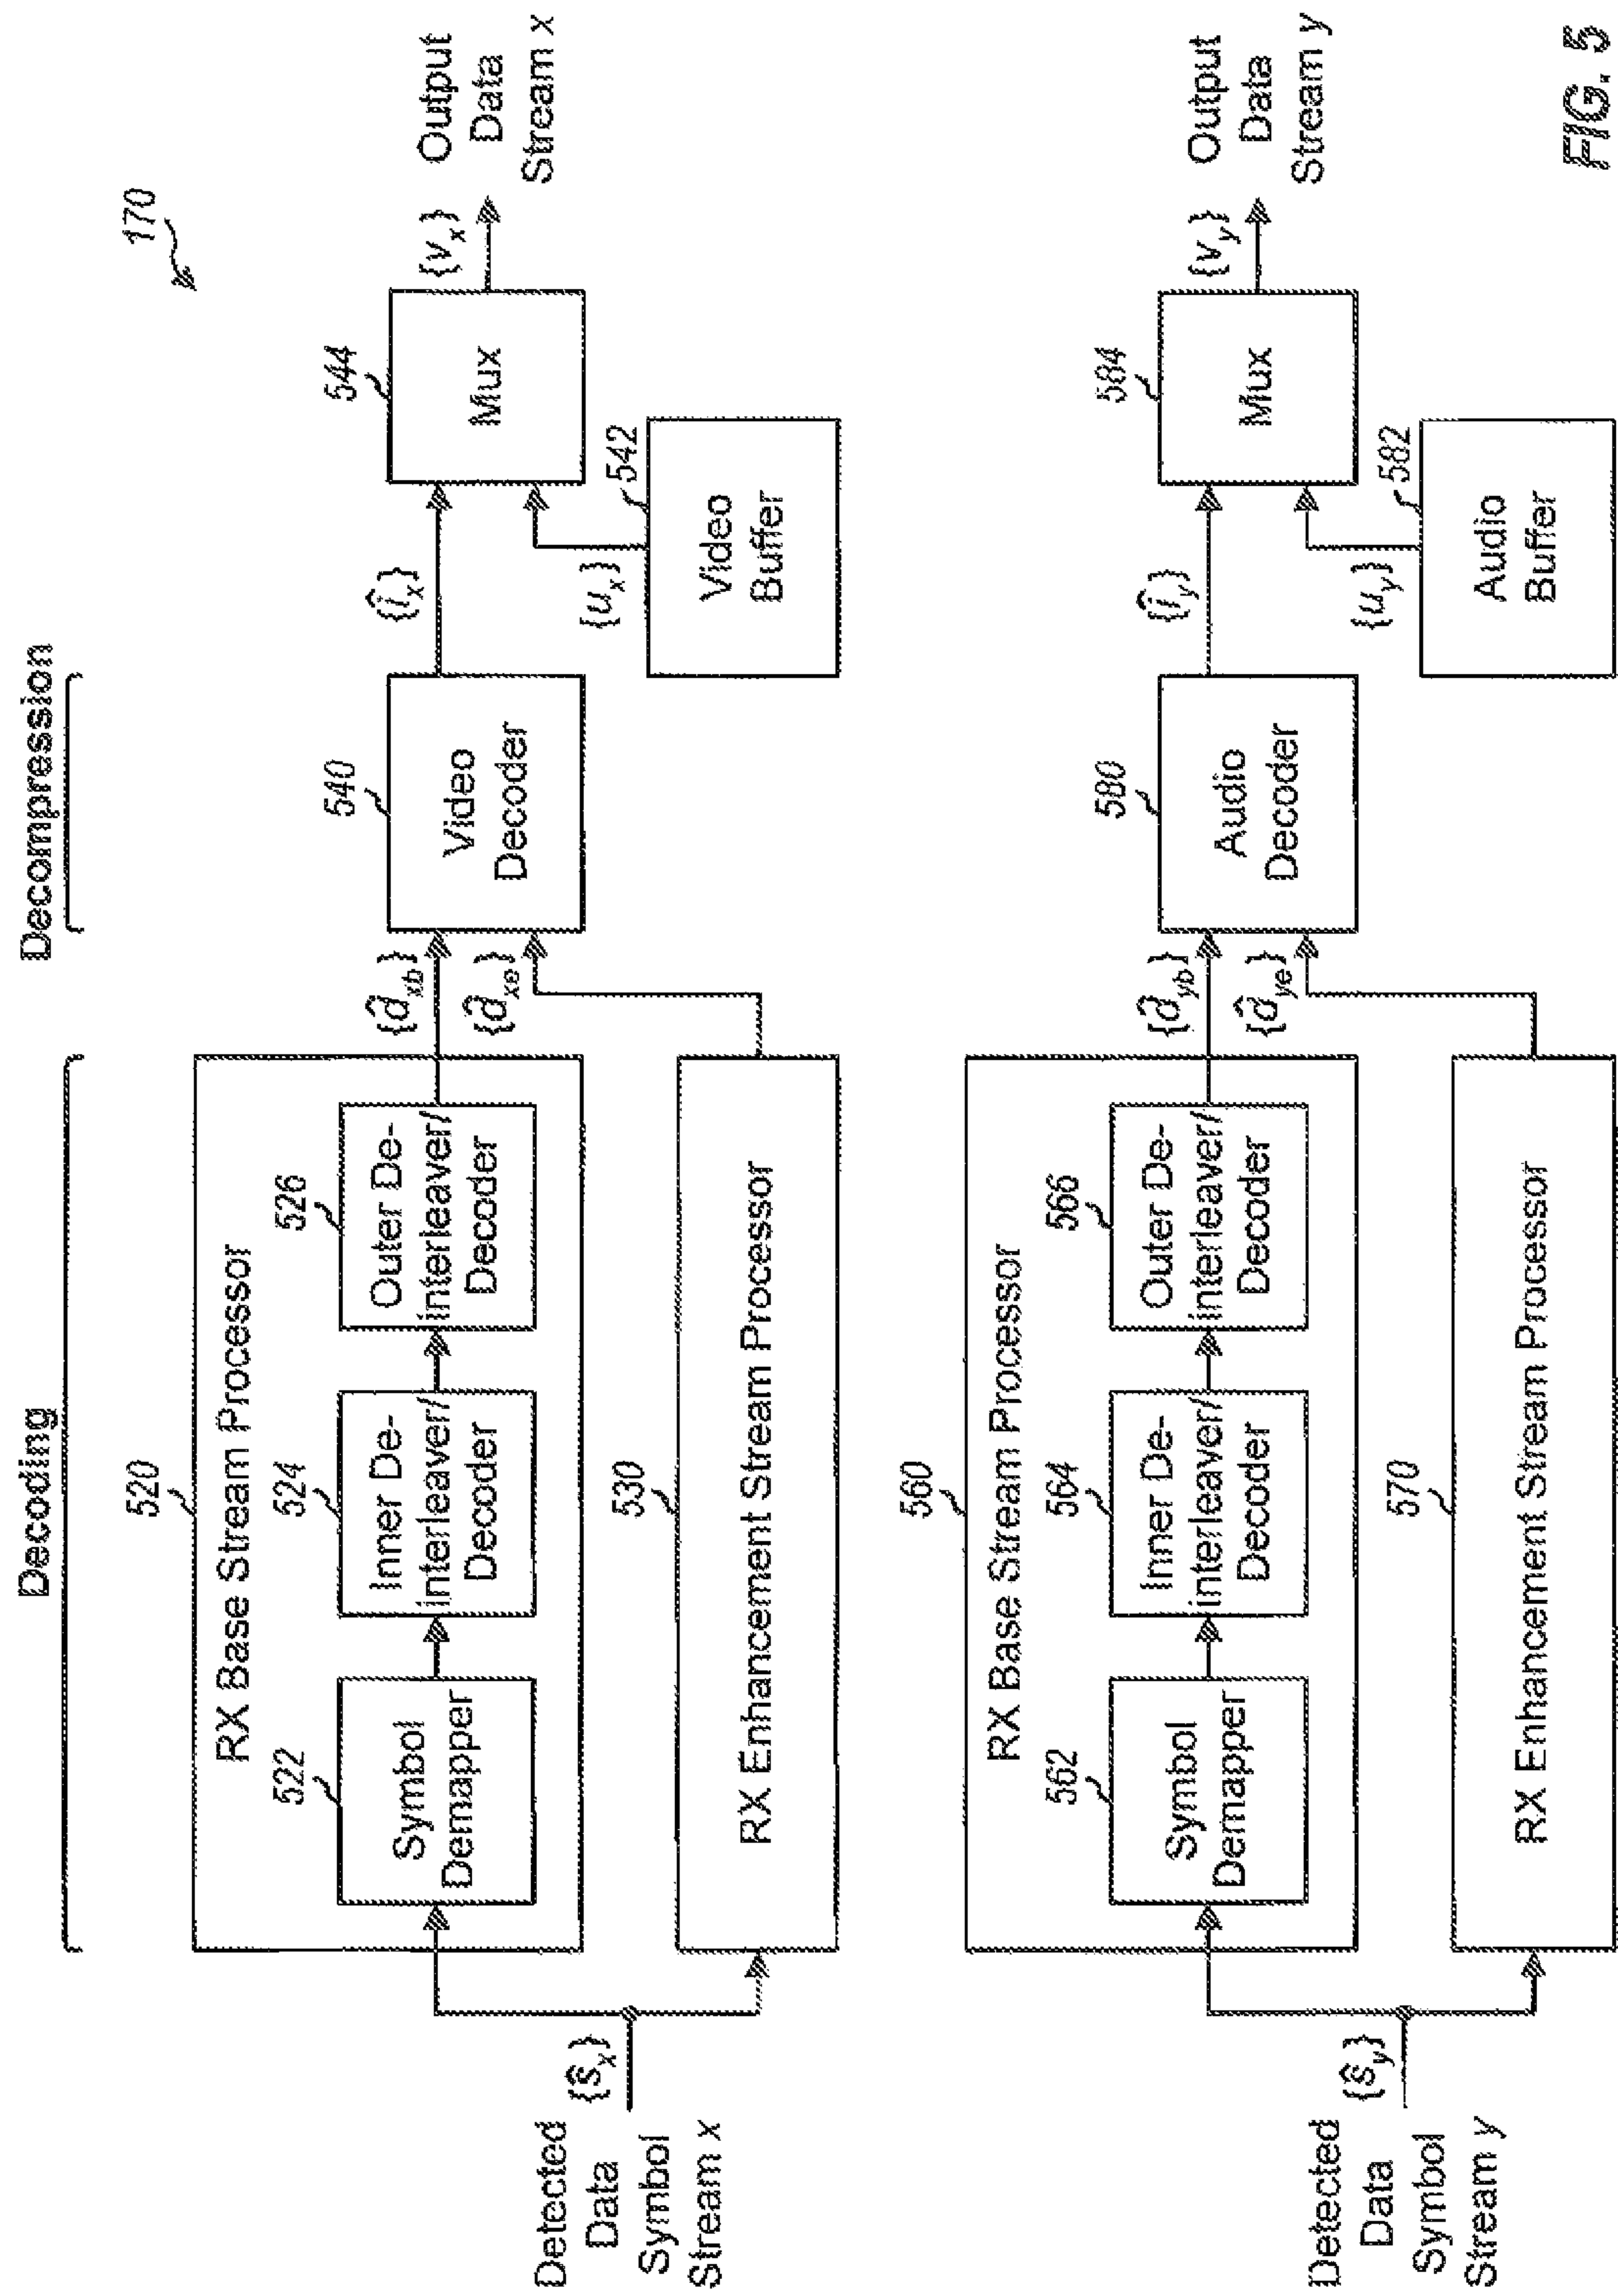 Decoding
Decompression
170
520
RX Base Stream Processor
522
Symbol
Demapper
524
Inner De-
interleaver/
Decoder
526
Outer De-
interleaver/
Decoder
{d̂xb}
{d̂xe}
540
Video
Decoder
{îx}
544
Mux
{vx}
Output
Data
Stream x
{ux}
542
Video
Buffer
Detected
Data
Symbol
Stream x
{ŝx}
530
RX Enhancement Stream Processor
560
RX Base Stream Processor
562
Symbol
Demapper
564
Inner De-
interleaver/
Decoder
566
Outer De-
interleaver/
Decoder
{d̂yb}
{d̂ye}
580
Audio
Decoder
{îy}
584
Mux
{vy}
Output
Data
Stream y
{uy}
582
Audio
Buffer
Detected
Data
Symbol
Stream y
{ŝy}
570
RX Enhancement Stream Processor
FIG. 5